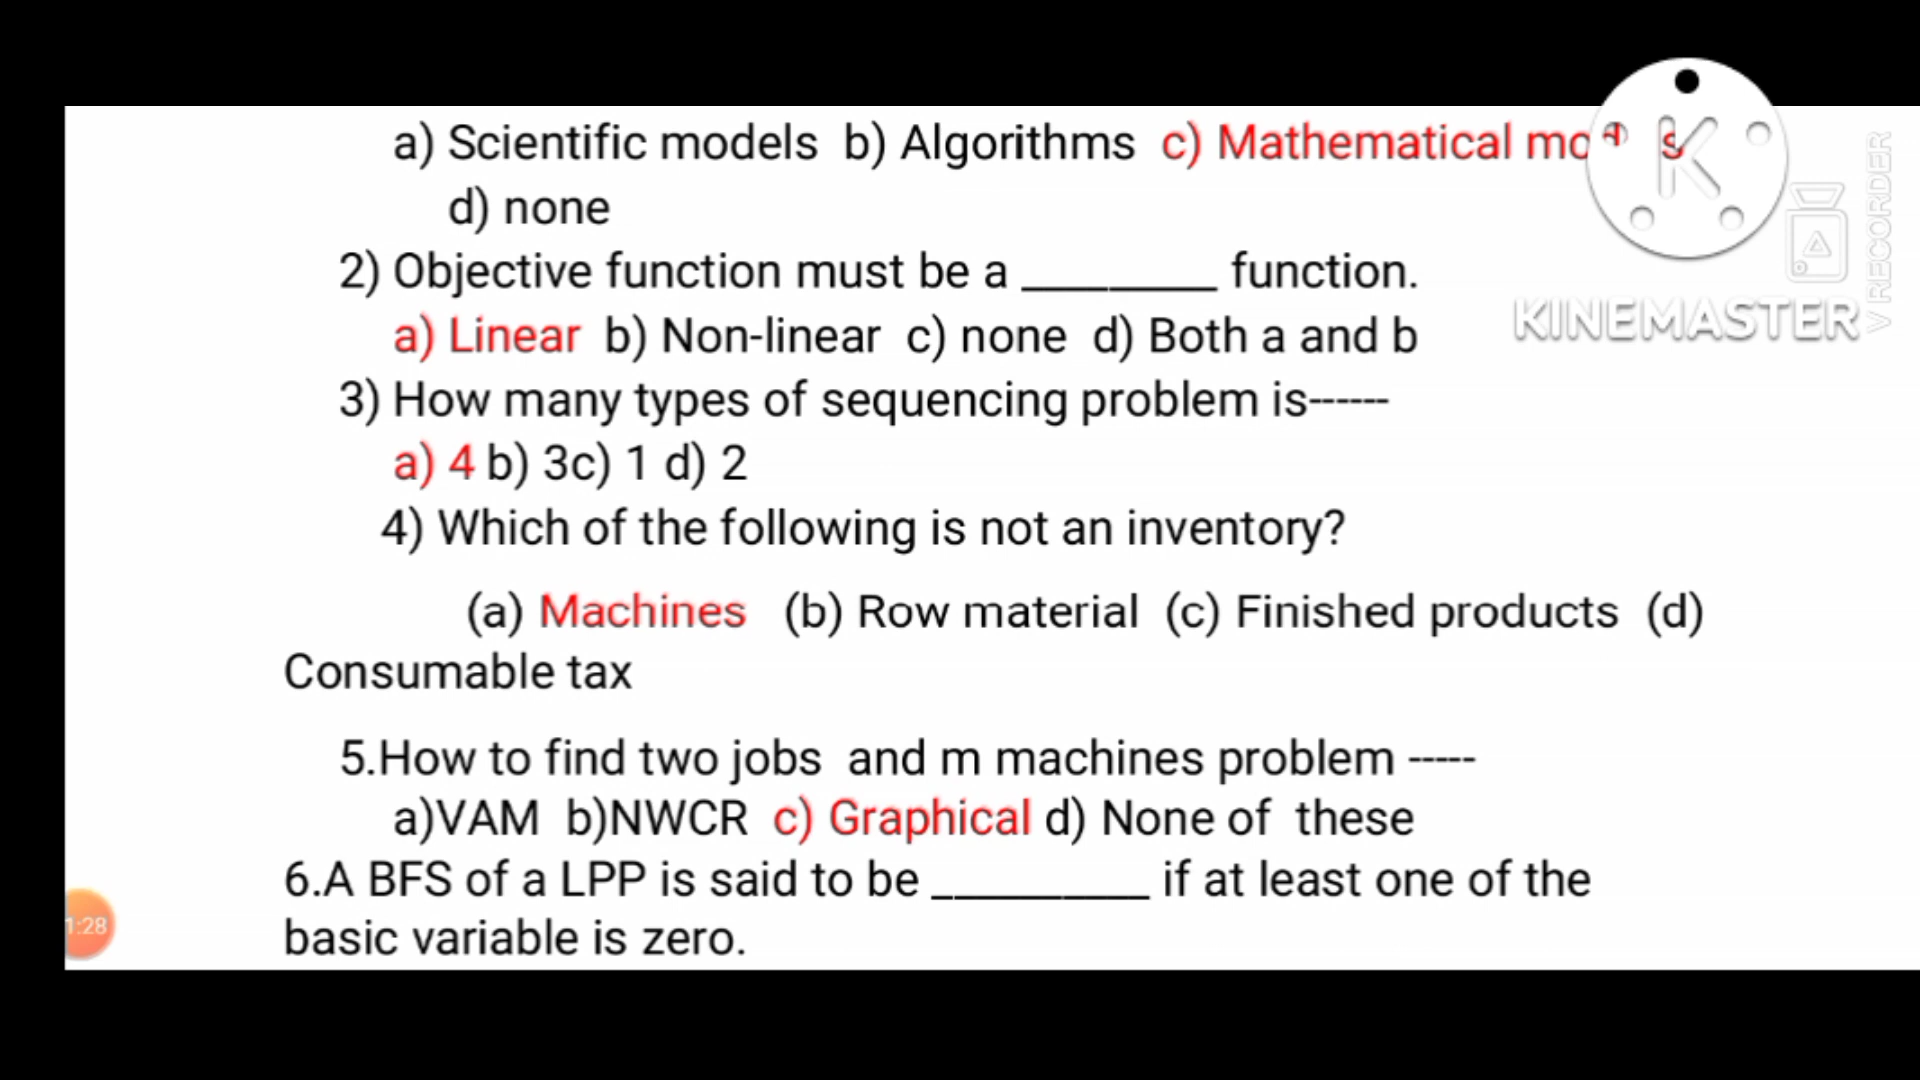 a) Scientific models b) Algorithms c) Mathematical
d) none
2) Objective function must be a ________ function.
a) Linear b) Non-linear c) none d) Both a and b
3) How many types of sequencing problem is------
a) 4 b) 3c) 1 d) 2
4) Which of the following is not an inventory?
(a) Machines (b) Row material (c) Finished products (d)
Consumable tax
5.How to find two jobs and m machines problem -----
a)VAM b)NWCR c) Graphical d) None of these
6.A BFS of a LPP is said to be _________ if at least one of the
basic variable is zero.
K
KINEMASTER
V RECORDER
1:28